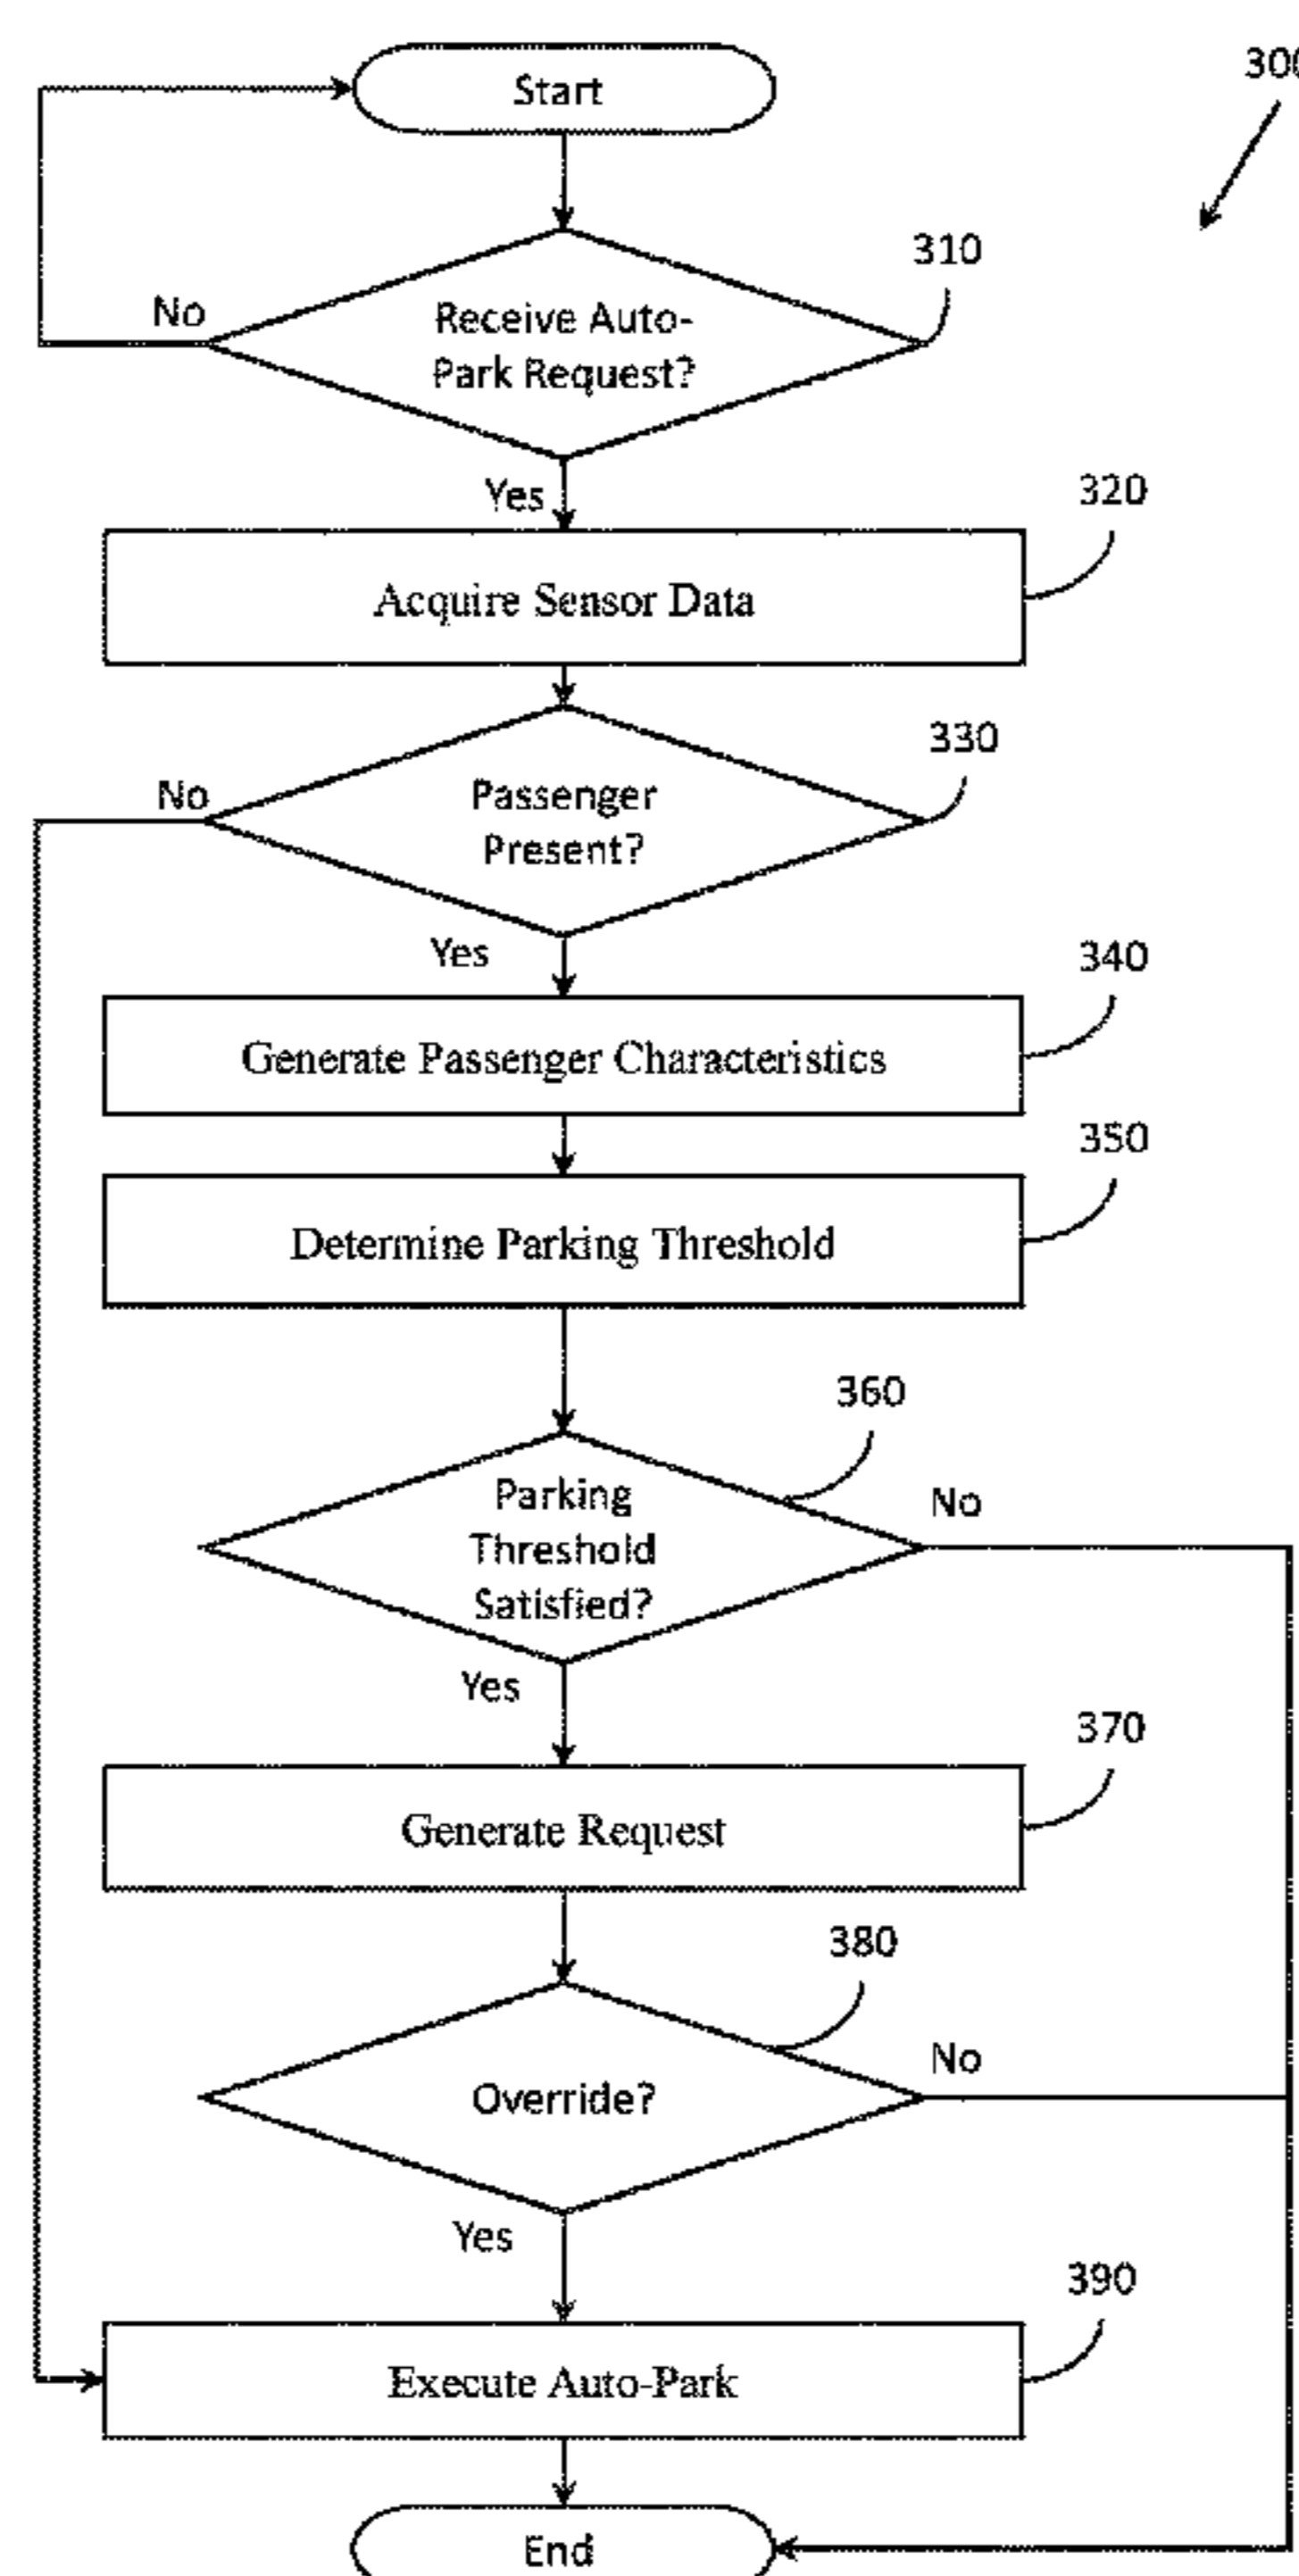 Start
300
310
No
Receive Auto-
Park Request?
Yes
320
Acquire Sensor Data
330
No
Passenger
Present?
Yes
340
Generate Passenger Characteristics
350
Determine Parking Threshold
360
Parking
Threshold
Satisfied?
No
Yes
370
Generate Request
380
Override?
No
Yes
390
Execute Auto-Park
End